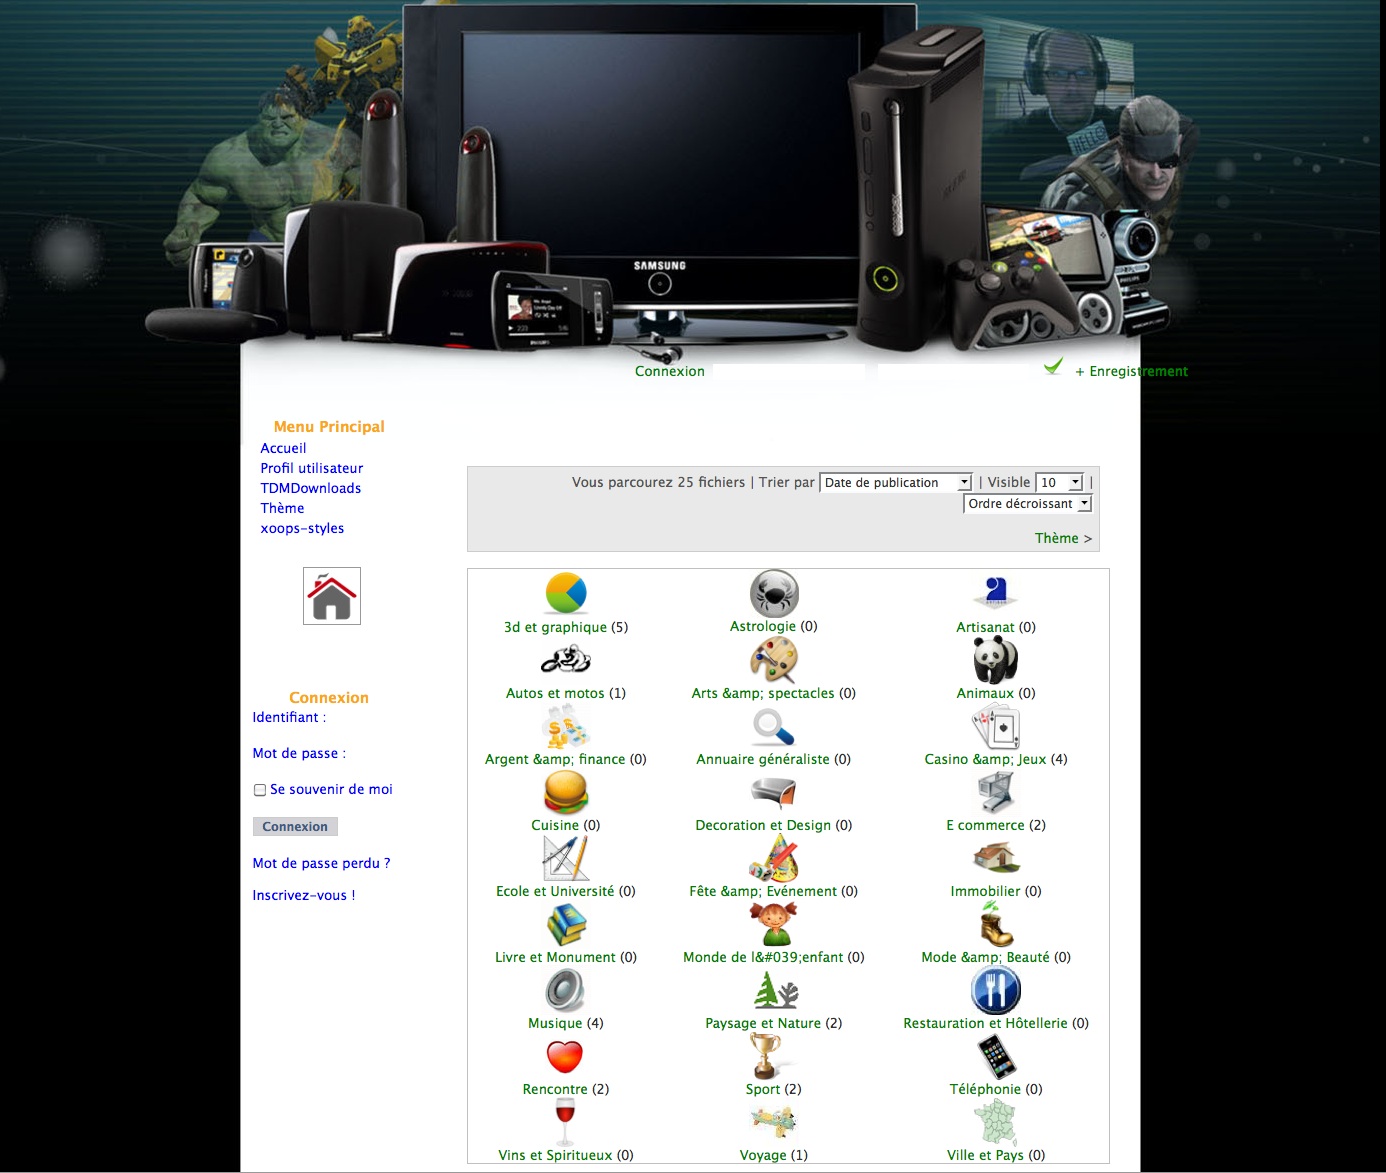 HELLO
SAMSUNG
Connexion
+ Enregistrement
Menu Principal
Accueil
Profil utilisateur
TDMDownloads
Thème
xoops-styles
Vous parcourez 25 fichiers | Trier par Date de publication | Visible 10 |
Ordre décroissant
Thème >
3d et graphique (5)
Astrologie (0)
Artisanat (0)
Autos et motos (1)
Arts &amp; spectacles (0)
Animaux (0)
Argent &amp; finance (0)
Annuaire généraliste (0)
Casino &amp; Jeux (4)
Cuisine (0)
Decoration et Design (0)
E commerce (2)
Ecole et Université (0)
Fête &amp; Evénement (0)
Immobilier (0)
Livre et Monument (0)
Monde de l&#039;enfant (0)
Mode &amp; Beauté (0)
Musique (4)
Paysage et Nature (2)
Restauration et Hôtellerie (0)
Rencontre (2)
Sport (2)
Téléphonie (0)
Vins et Spiritueux (0)
Voyage (1)
Ville et Pays (0)
Connexion
Identifiant :
Mot de passe :
Se souvenir de moi
Connexion
Mot de passe perdu ?
Inscrivez-vous !